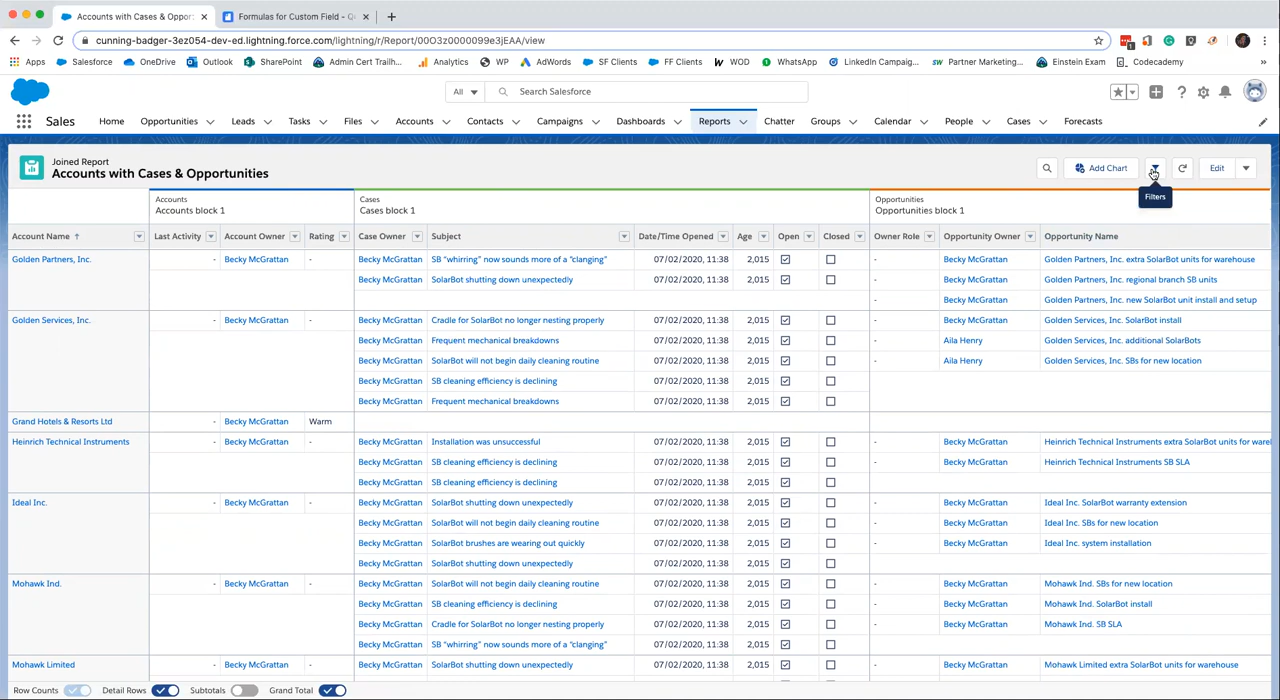 Accounts with Cases & Oppor
Formulas for Custom Field - Q
cunning-badger-3ez054-dev-ed.lightning.force.com/lightning/r/Report/00O3z0000099e3jEAA/view
Apps Salesforce OneDrive Outlook SharePoint Admin Cert Trailh... Analytics WP AdWords SF Clients FF Clients WOD WhatsApp LinkedIn Campaig... Partner Marketing... Einstein Exam Codecademy
All Search Salesforce
Sales Home Opportunities Leads Tasks Files Accounts Contacts Campaigns Dashboards Reports Chatter Groups Calendar People Cases Forecasts
Joined Report
Accounts with Cases & Opportunities
Add Chart Edit
Filters
Accounts Cases Opportunities
Accounts block 1 Cases block 1 Opportunities block 1
Account Name Last Activity Account Owner Rating Case Owner Subject Date/Time Opened Age Open Closed Owner Role Opportunity Owner Opportunity Name
Golden Partners, Inc. - Becky McGrattan - Becky McGrattan SB "whirring" now sounds more of a "clanging" 07/02/2020, 11:38 2,015 - Becky McGrattan Golden Partners, Inc. extra SolarBot units for warehouse
Becky McGrattan SolarBot shutting down unexpectedly 07/02/2020, 11:38 2,015 - Becky McGrattan Golden Partners, Inc. regional branch SB units
- Becky McGrattan Golden Partners, Inc. new SolarBot unit install and setup
Golden Services, Inc. - Becky McGrattan - Becky McGrattan Cradle for SolarBot no longer nesting properly 07/02/2020, 11:38 2,015 - Becky McGrattan Golden Services, Inc. SolarBot install
Becky McGrattan Frequent mechanical breakdowns 07/02/2020, 11:38 2,015 - Aila Henry Golden Services, Inc. additional SolarBots
Becky McGrattan SolarBot will not begin daily cleaning routine 07/02/2020, 11:38 2,015 - Aila Henry Golden Services, Inc. SBs for new location
Becky McGrattan SB cleaning efficiency is declining 07/02/2020, 11:38 2,015
Becky McGrattan Frequent mechanical breakdowns 07/02/2020, 11:38 2,015
Grand Hotels & Resorts Ltd - Becky McGrattan Warm
Heinrich Technical Instruments - Becky McGrattan - Becky McGrattan Installation was unsuccessful 07/02/2020, 11:38 2,015 - Becky McGrattan Heinrich Technical Instruments extra SolarBot units for warel
Becky McGrattan SB cleaning efficiency is declining 07/02/2020, 11:38 2,015 - Becky McGrattan Heinrich Technical Instruments SB SLA
Becky McGrattan SB cleaning efficiency is declining 07/02/2020, 11:38 2,015
Ideal Inc. - Becky McGrattan - Becky McGrattan SolarBot shutting down unexpectedly 07/02/2020, 11:38 2,015 - Becky McGrattan Ideal Inc. SolarBot warranty extension
Becky McGrattan SolarBot will not begin daily cleaning routine 07/02/2020, 11:38 2,015 - Becky McGrattan Ideal Inc. SBs for new location
Becky McGrattan SolarBot brushes are wearing out quickly 07/02/2020, 11:38 2,015 - Becky McGrattan Ideal Inc. system installation
Becky McGrattan SolarBot shutting down unexpectedly 07/02/2020, 11:38 2,015
Mohawk Ind. - Becky McGrattan - Becky McGrattan SolarBot will not begin daily cleaning routine 07/02/2020, 11:38 2,015 - Becky McGrattan Mohawk Ind. SBs for new location
Becky McGrattan SB cleaning efficiency is declining 07/02/2020, 11:38 2,015 - Becky McGrattan Mohawk Ind. SolarBot install
Becky McGrattan Cradle for SolarBot no longer nesting properly 07/02/2020, 11:38 2,015 - Becky McGrattan Mohawk Ind. SB SLA
Becky McGrattan SB "whirring" now sounds more of a "clanging" 07/02/2020, 11:38 2,015
Mohawk Limited - Becky McGrattan - Becky McGrattan SolarBot shutting down unexpectedly 07/02/2020, 11:38 2,015 - Becky McGrattan Mohawk Limited extra SolarBot units for warehouse
Row Counts Detail Rows Subtotals Grand Total